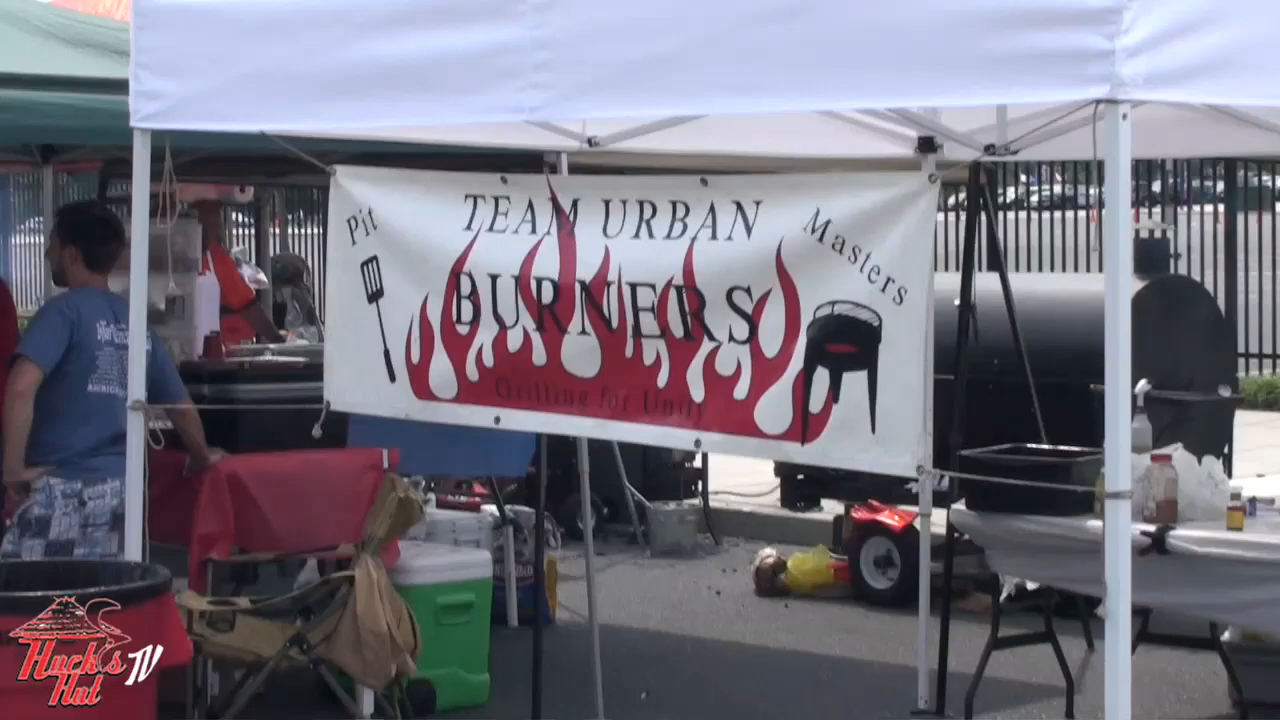 Pit
TEAM URBAN
Masters
BURNERS
Grilling for Unity
Huck's
Hut
TV